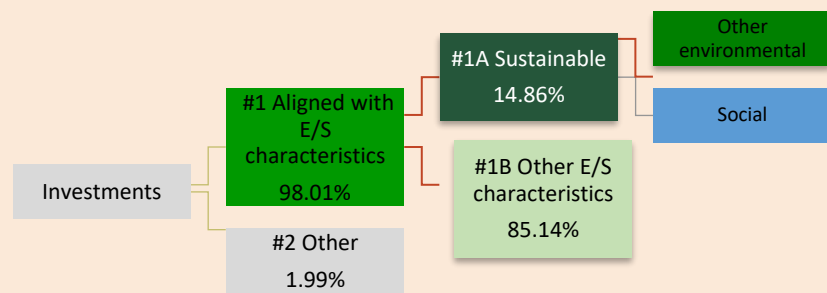 Investments
#1 Aligned with
E/S
characteristics
98.01%
#2 Other
1.99%
#1A Sustainable
14.86%
#1B Other E/S
characteristics
85.14%
Other
environmental
Social